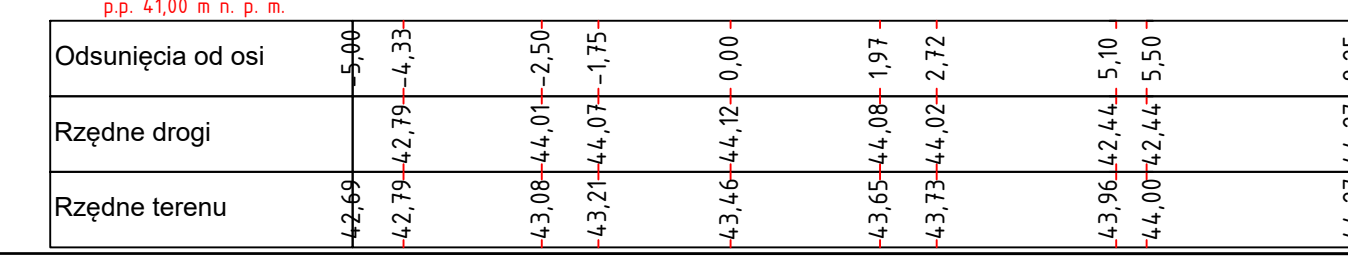 p.p. 41,00 m n. p. m.
Odsunięcia od osi -5,00 -4,33 -2,50 -1,75 0,00 1,97 2,72 5,10 5,50
Rzędne drogi 42,79 44,01 44,07 44,12 44,08 44,02 42,44 42,44
Rzędne terenu 42,69 42,79 43,08 43,21 43,46 43,65 43,73 43,96 44,00